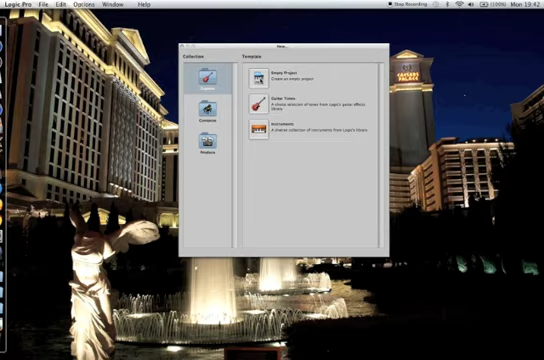 Logic Pro File Edit Options Window Help
Stop Recording (100%) Mon 19:42
New...
Collection Template
Explore
Compose
Produce
Empty Project
Create an empty project
Guitar Tones
A choice selection of tones from Logic's guitar effects
library
Instruments
A diverse collection of instruments from Logic's library
CAESARS
PALACE